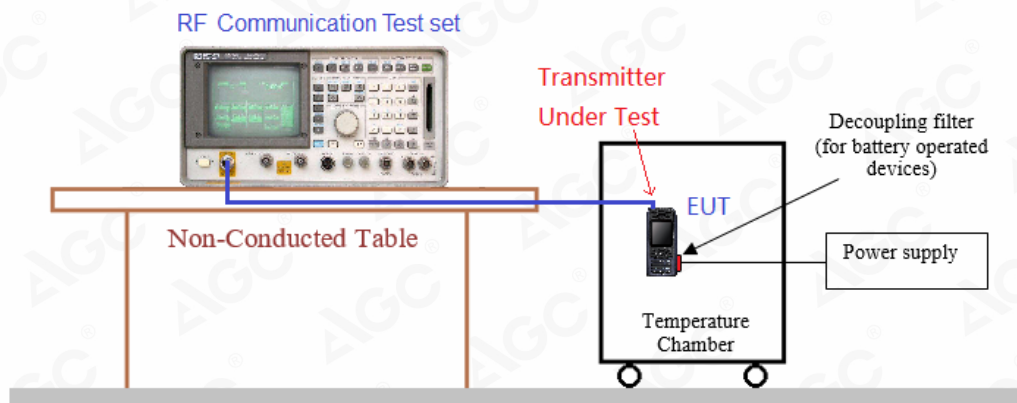 RF Communication Test set
Transmitter
Under Test
Decoupling filter
(for battery operated
devices)
EUT
Non-Conducted Table
Power supply
Temperature
Chamber
AGC